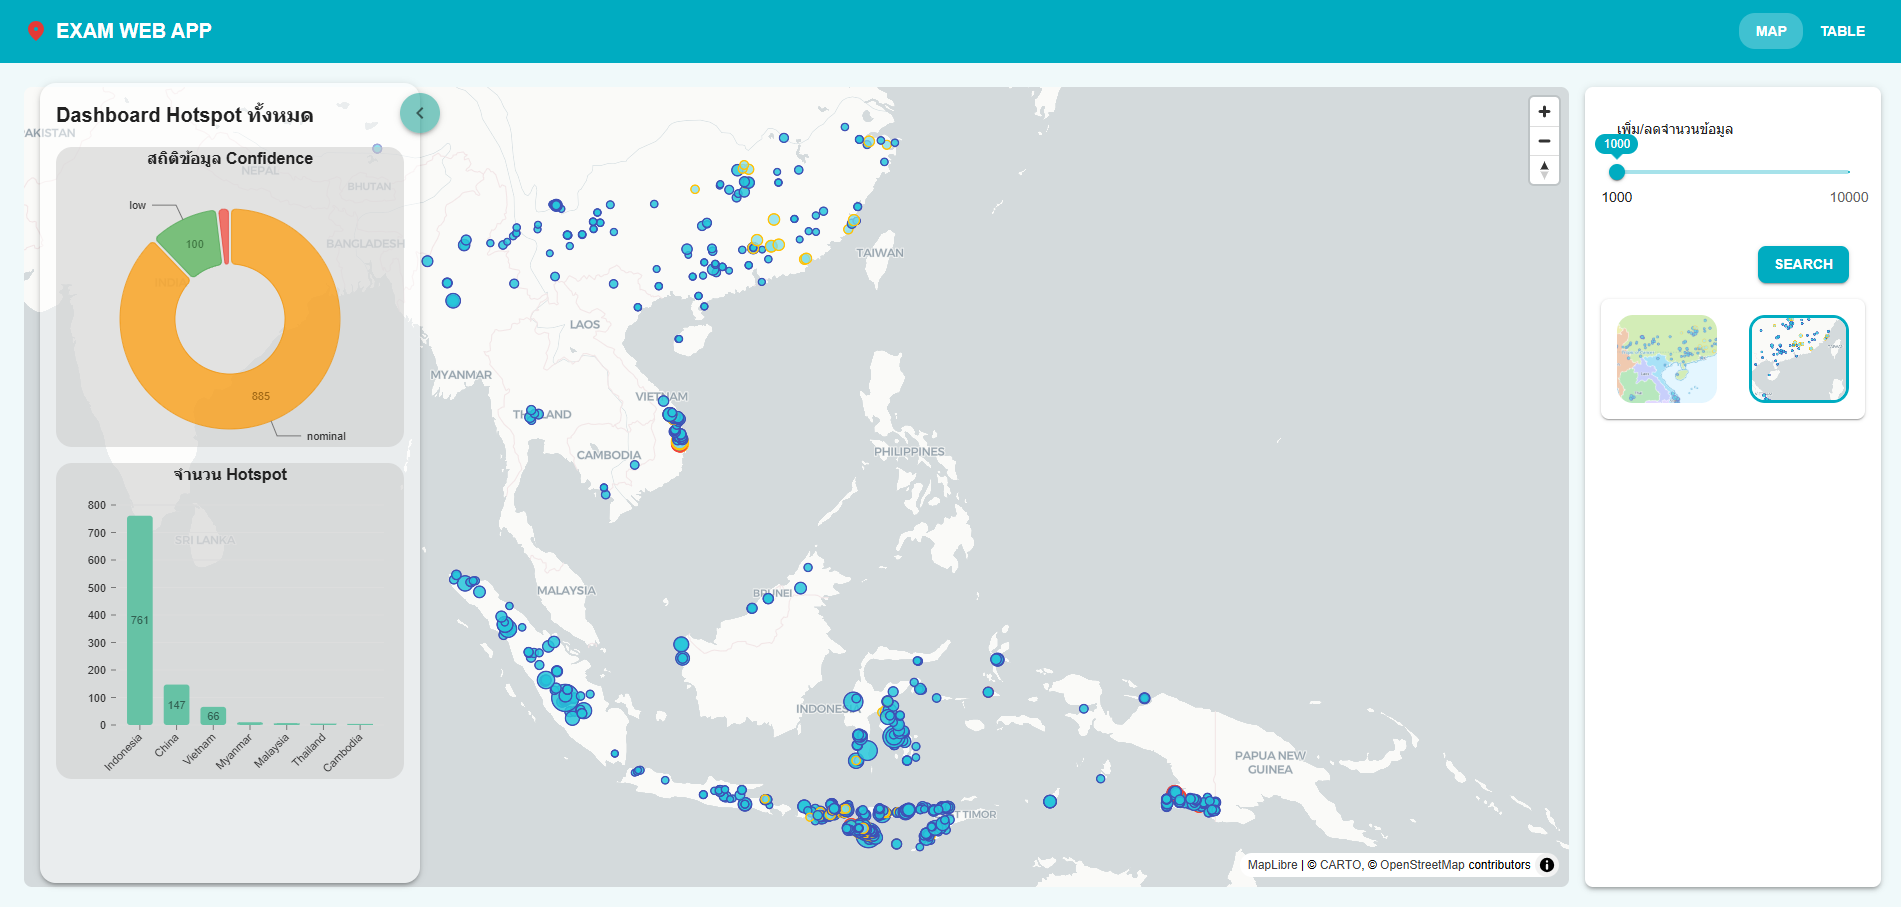 EXAM WEB APP
MAP
TABLE
Dashboard Hotspot ทั้งหมด
สถิติข้อมูล Confidence
low
100
885
nominal
จำนวน Hotspot
800
700
600
500
400
300
200
100
0
761
147
66
Indonesia
China
Vietnam
Myanmar
Malaysia
Thailand
Cambodia
PAKISTAN
NEPAL
BHUTAN
BANGLADESH
INDIA
SRI LANKA
TAIWAN
LAOS
MYANMAR
VIETNAM
THAILAND
CAMBODIA
PHILIPPINES
MALAYSIA
BRUNEI
INDONESIA
PAPUA NEW
GUINEA
T TIMOR
MapLibre | © CARTO, © OpenStreetMap contributors
เพิ่ม/ลดจำนวนข้อมูล
1000
1000
10000
SEARCH